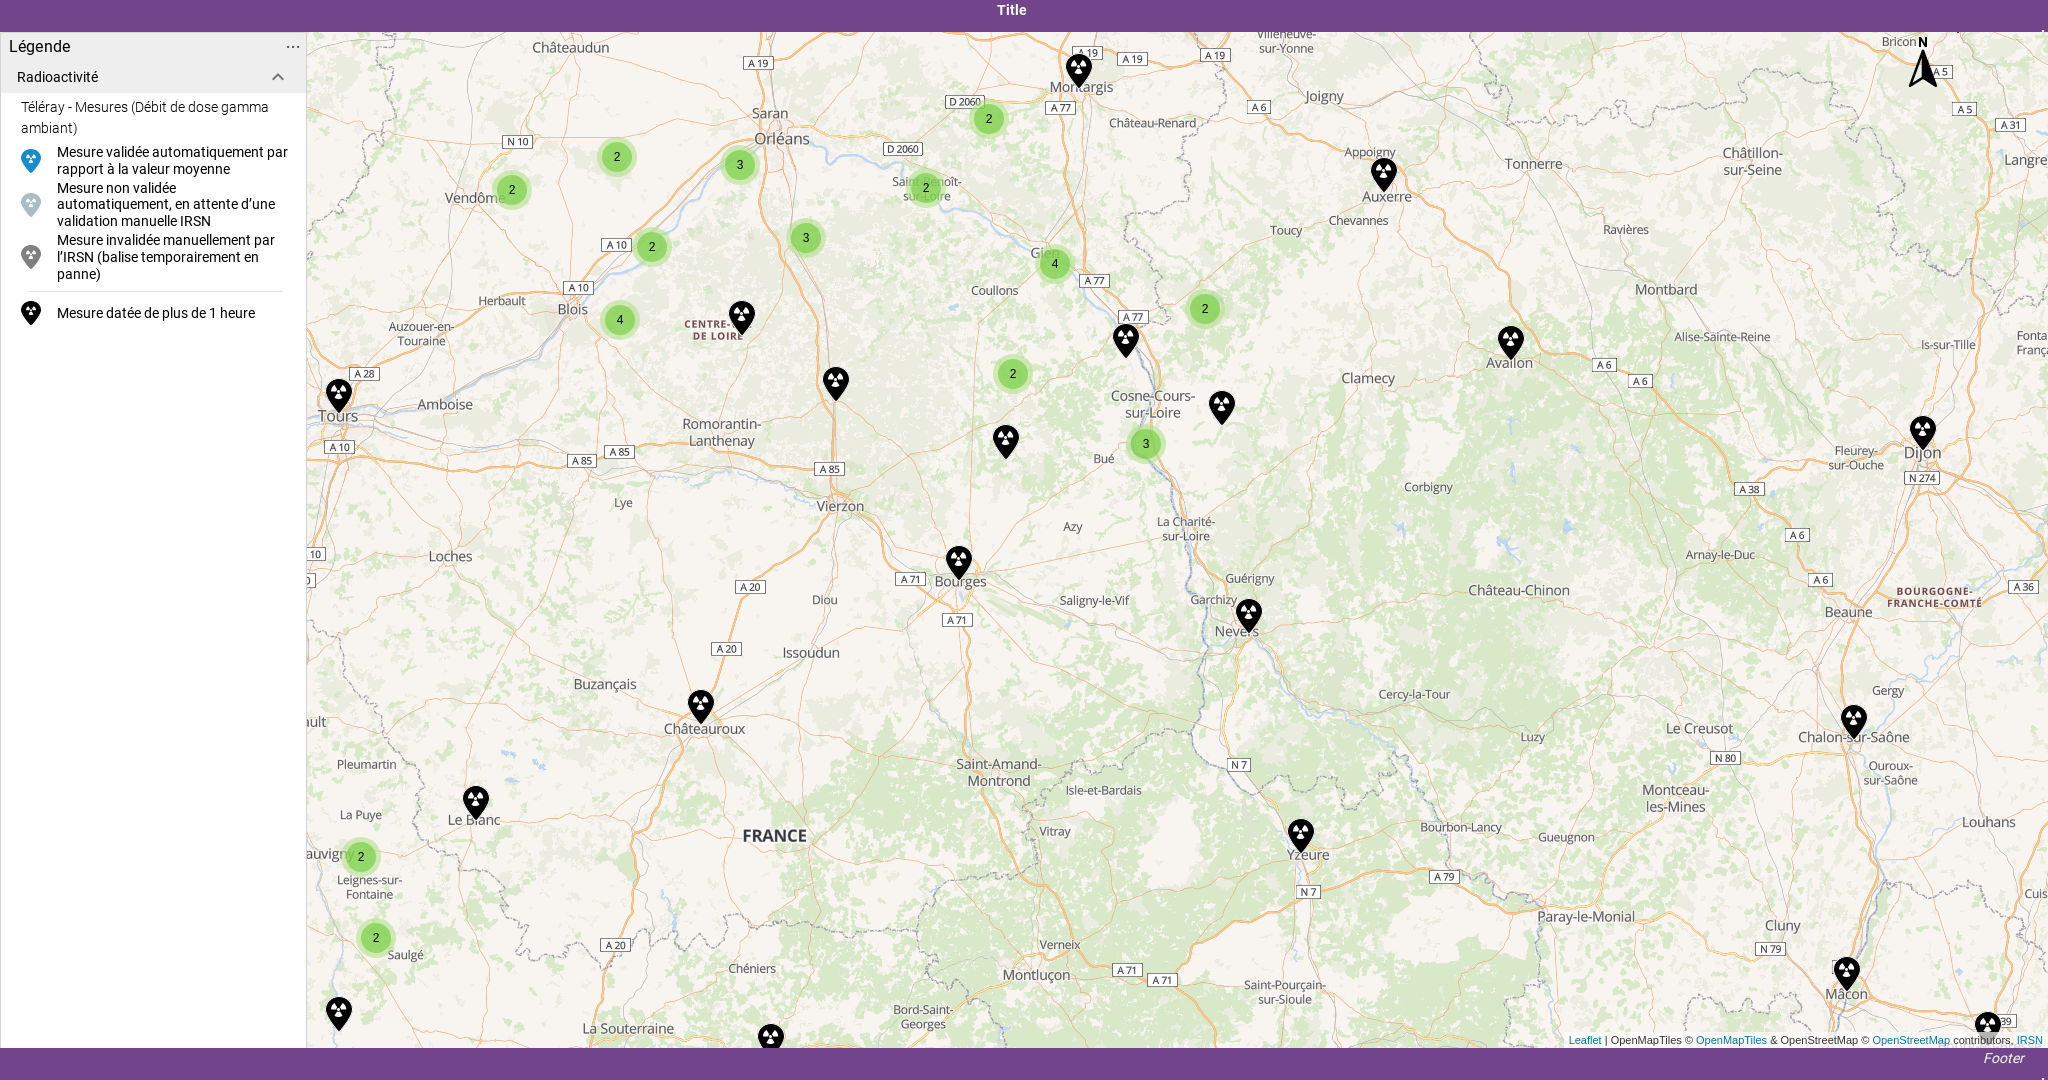 Title
Légende
...
Radioactivité
Téléray - Mesures (Débit de dose gamma
ambiant)
Mesure validée automatiquement par
rapport à la valeur moyenne
Mesure non validée
automatiquement, en attente d’une
validation manuelle IRSN
Mesure invalidée manuellement par
l’IRSN (balise temporairement en
panne)
Mesure datée de plus de 1 heure
Châteaudun
A 19
A 19
A 19
A 19
Villeneuve-
sur-Yonne
Bricon
N
A 5
Montargis
A 77
D 2060
2
Joigny
A 6
A 5
A 31
Saran
Orléans
N 10
D 2060
Château-Renard
Appoigny
Tonnerre
Châtillon-
sur-Seine
Langre
2
3
2
Vendôme
2
Saint-Benoît-
sur-Loire
Auxerre
Chevannes
Toucy
Ravières
A 10
2
3
Gien
4
A 77
A 10
Herbault
Blois
Coullons
Montbard
4
2
A 77
CENTRE-
DE LOIRE
Auzouer-en-
Touraine
Avallon
Alise-Sainte-Reine
Is-sur-Tille
Fonta
Franç
A 6
A 6
A 28
2
Clamecy
Tours
Amboise
Cosne-Cours-
sur-Loire
Romorantin-
Lanthenay
A 10
A 85
A 85
A 85
3
Bué
Dijon
Fleurey-
sur-Ouche
N 274
A 38
Corbigny
Lye
Vierzon
Azy
La Charité-
sur-Loire
A 6
10
Loches
Arnay-le-Duc
Bourges
A 71
A 20
Guérigny
Château-Chinon
A 6
A 36
BOURGOGNE-
FRANCHE-COMTÉ
Diou
Saligny-le-Vif
Garchizy
Beaune
A 71
Nevers
A 20
Issoudun
Buzançais
Cercy-la-Tour
Gergy
Châteauroux
Luzy
Le Creusot
Chalon-sur-Saône
N 80
Pleumartin
Saint-Amand-
Montrond
N 7
Ouroux-
sur-Saône
Isle-et-Bardais
Montceau-
les-Mines
La Puye
Le Blanc
FRANCE
Vitray
Bourbon-Lancy
Gueugnon
Louhans
auvigny
2
Yzeure
Leignes-sur-
Fontaine
A 79
N 7
Cuis
Paray-le-Monial
Cluny
2
Saulgé
A 20
Verneix
N 79
Chéniers
Montluçon
A 71
A 71
Saint-Pourçain-
sur-Sioule
Mâcon
Bord-Saint-
Georges
La Souterraine
39
Leaflet | OpenMapTiles © OpenMapTiles & OpenStreetMap © OpenStreetMap contributors, IRSN
Footer